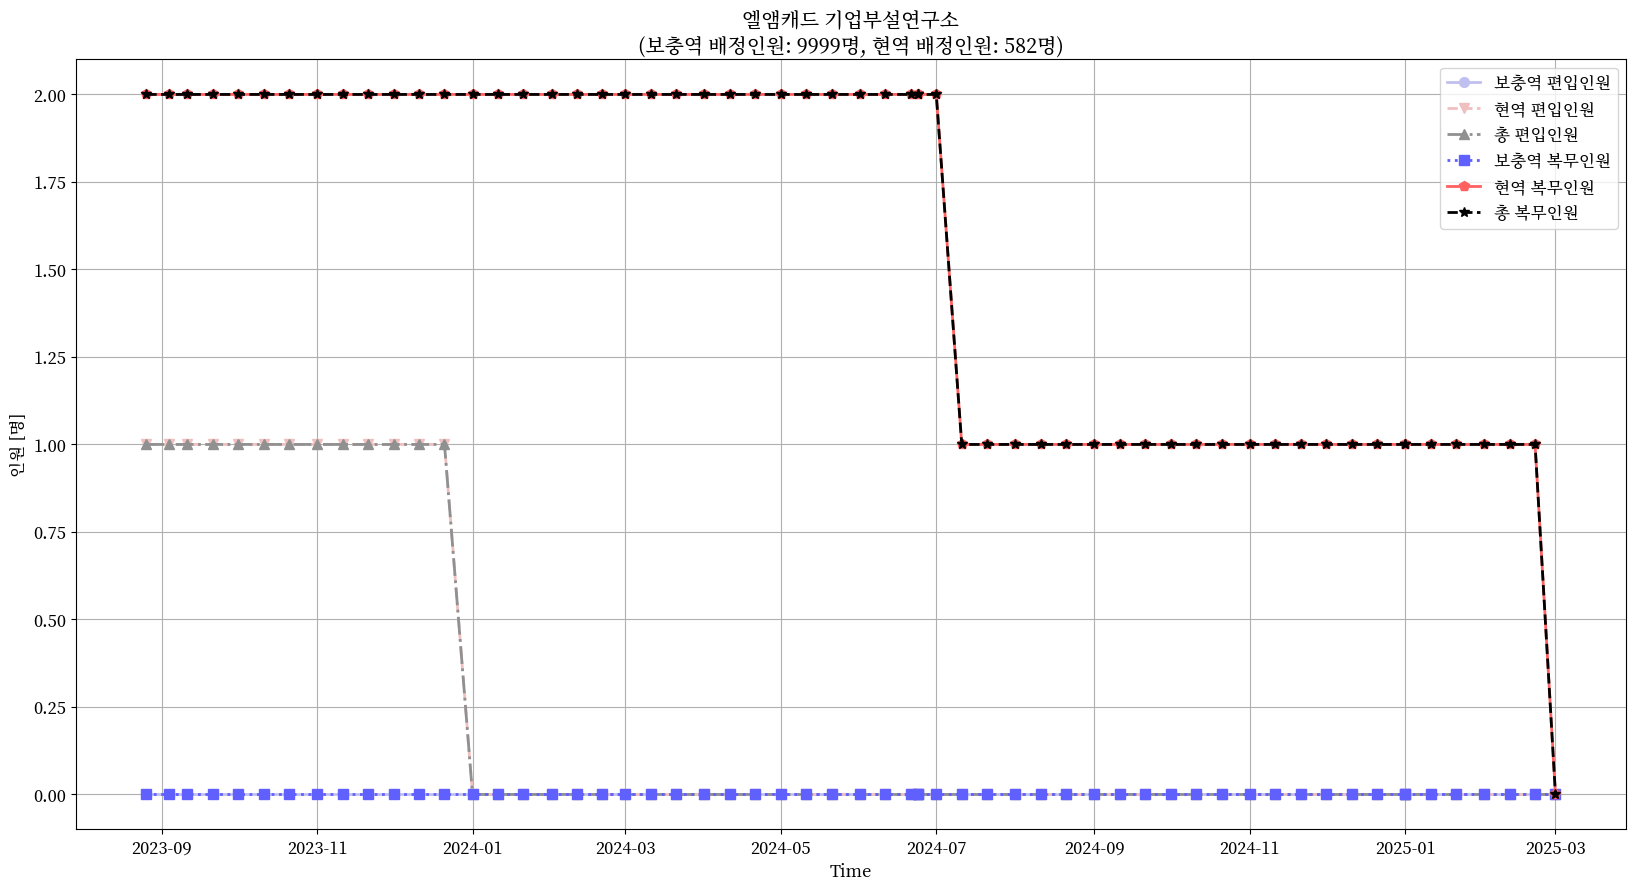 엘앰캐드 기업부설연구소
(보충역 배정인원: 9999명, 현역 배정인원: 582명)
보충역 편입인원
현역 편입인원
총 편입인원
보충역 복무인원
현역 복무인원
총 복무인원
인원 [명]
2.00
1.75
1.50
1.25
1.00
0.75
0.50
0.25
0.00
2023-09 2023-11 2024-01 2024-03 2024-05 2024-07 2024-09 2024-11 2025-01 2025-03
Time